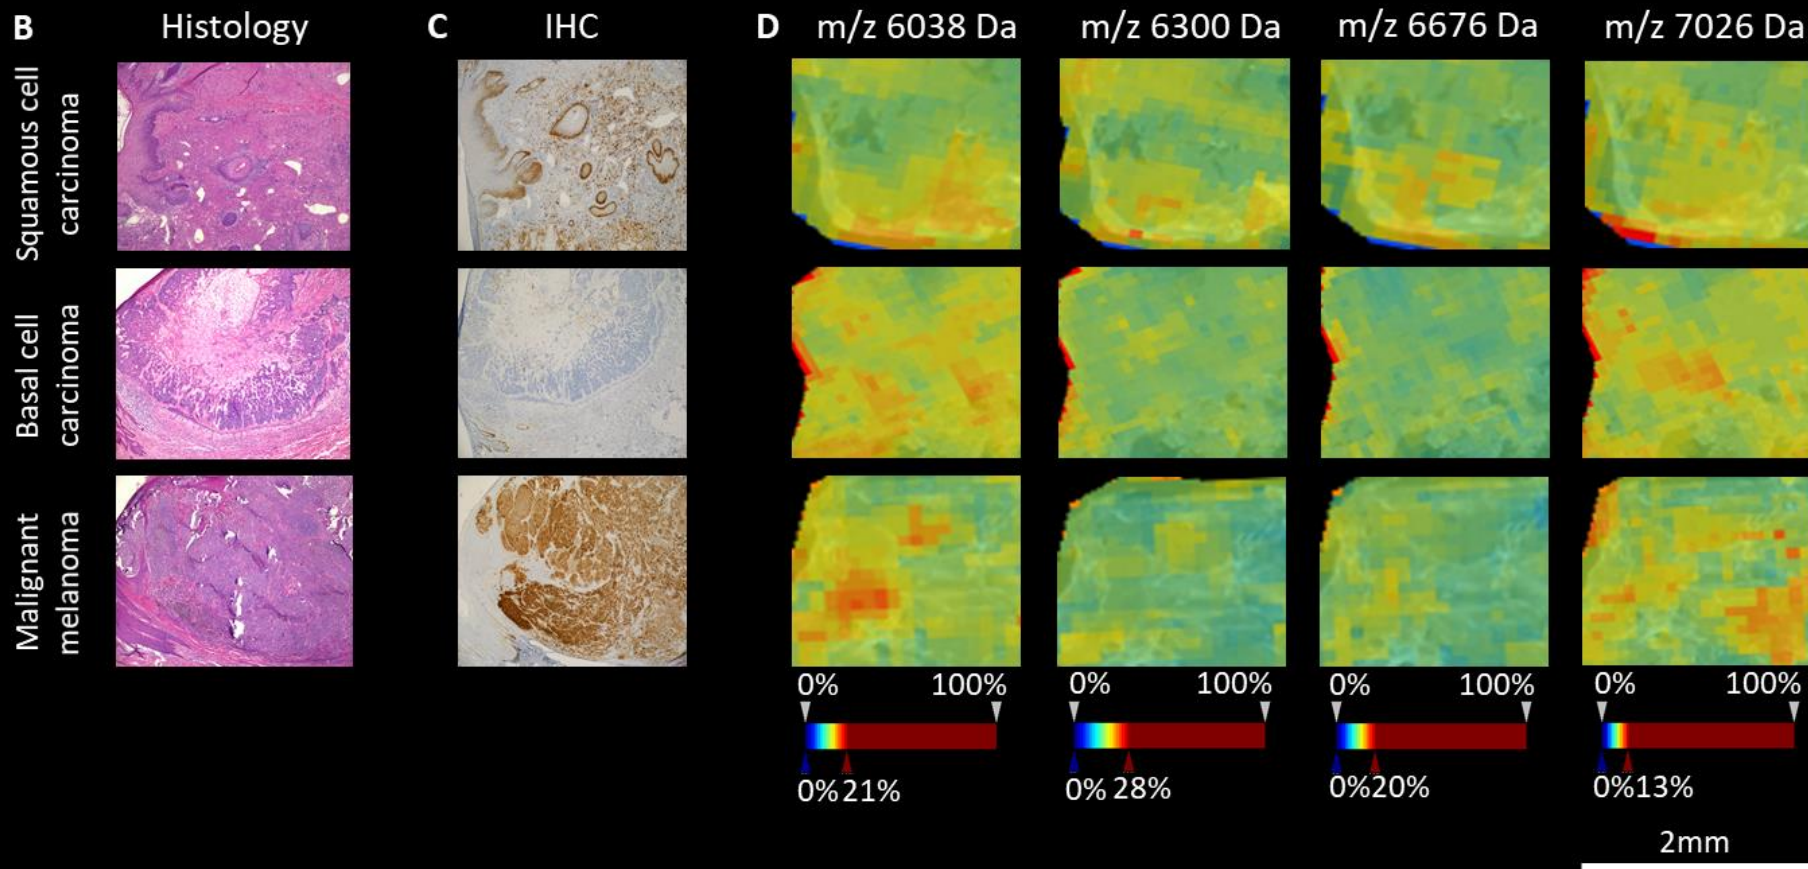 B Histology C IHC D m/z 6038 Da m/z 6300 Da m/z 6676 Da m/z 7026 Da
Squamous cell
carcinoma
Basal cell
carcinoma
Malignant
melanoma
0% 100% 0% 100% 0% 100% 0% 100%
0% 21% 0% 28% 0% 20% 0% 13%
2mm